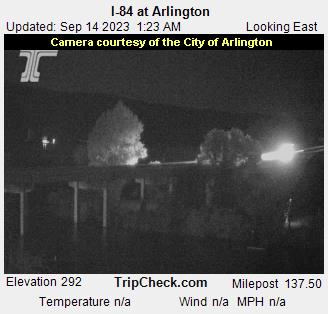 I-84 at Arlington
Updated: Sep 14 2023 1:23 AM Looking East
Camera courtesy of the City of Arlington
Elevation 292 TripCheck.com Milepost 137.50
Temperature n/a Wind n/a MPH n/a